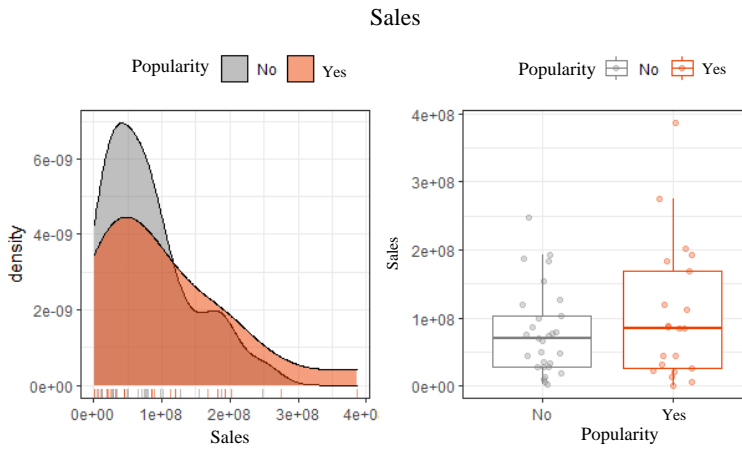 Sales
Popularity No Yes
Popularity No Yes
density
6e-09
4e-09
2e-09
0e+00
0e+00 1e+08 2e+08 3e+08 4e+0
Sales
Sales
4e+08
3e+08
2e+08
1e+08
0e+00
No Yes
Popularity